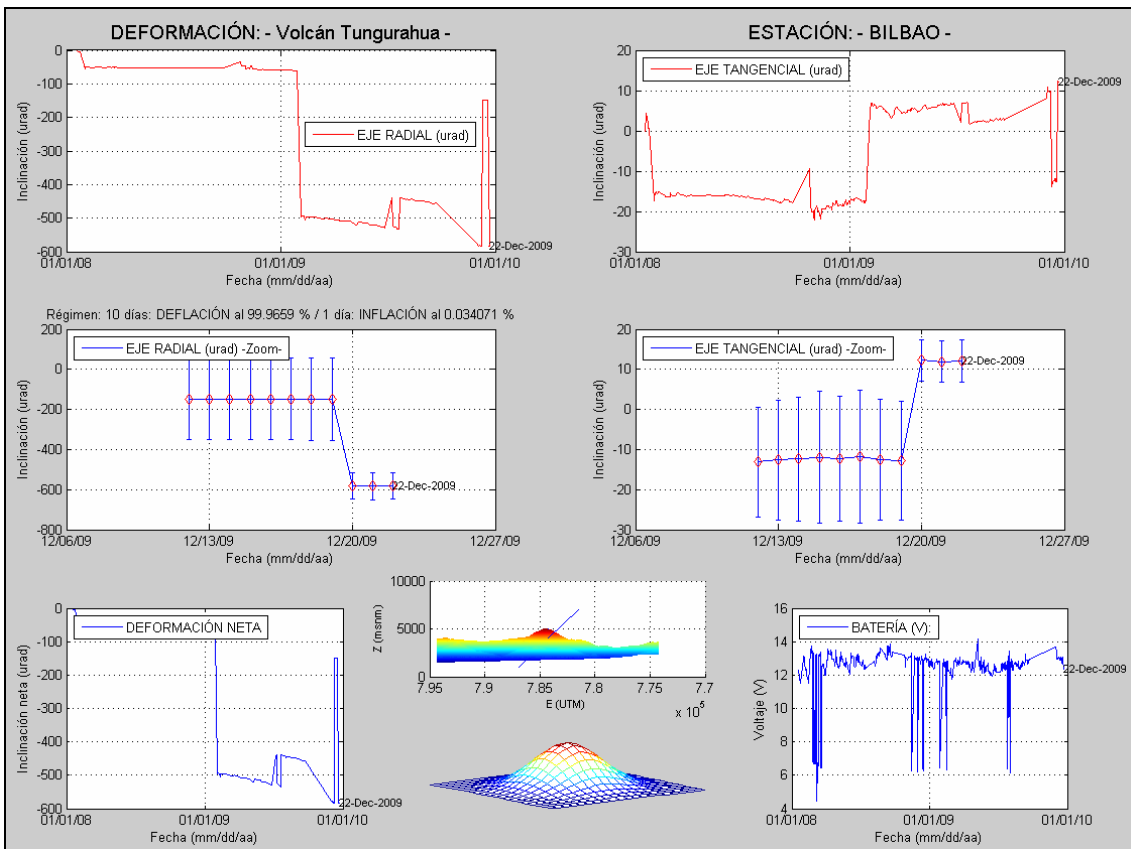 DEFORMACIÓN: - Volcán Tungurahua -
ESTACIÓN: - BILBAO -
0
-100
-200
-300
-400
-500
-600
Inclinación (urad)
EJE RADIAL (urad)
22-Dec-2009
01/01/08
01/01/09
01/01/10
Fecha (mm/dd/aa)
20
10
0
-10
-20
-30
Inclinación (urad)
EJE TANGENCIAL (urad)
22-Dec-2009
01/01/08
01/01/09
01/01/10
Fecha (mm/dd/aa)
Régimen: 10 días: DEFLACIÓN al 99.9659 % / 1 día: INFLACIÓN al 0.034071 %
200
0
-200
-400
-600
-800
Inclinación (urad)
EJE RADIAL (urad) -Zoom-
22-Dec-2009
12/06/09
12/13/09
12/20/09
12/27/09
Fecha (mm/dd/aa)
20
10
0
-10
-20
-30
Inclinación (urad)
EJE TANGENCIAL (urad) -Zoom-
22-Dec-2009
12/06/09
12/13/09
12/20/09
12/27/09
Fecha (mm/dd/aa)
0
-100
-200
-300
-400
-500
-600
Inclinación neta (urad)
DEFORMACIÓN NETA
22-Dec-2009
01/01/08
01/01/09
01/01/10
Fecha (mm/dd/aa)
10000
5000
0
Z (msnm)
7.95
7.9
7.85
7.8
7.775
7.7
E (UTM)
x 10^5
16
14
12
10
8
6
4
Voltaje (V)
BATERÍA (V):
22-Dec-2009
01/01/08
01/01/09
01/01/10
Fecha (mm/dd/aa)